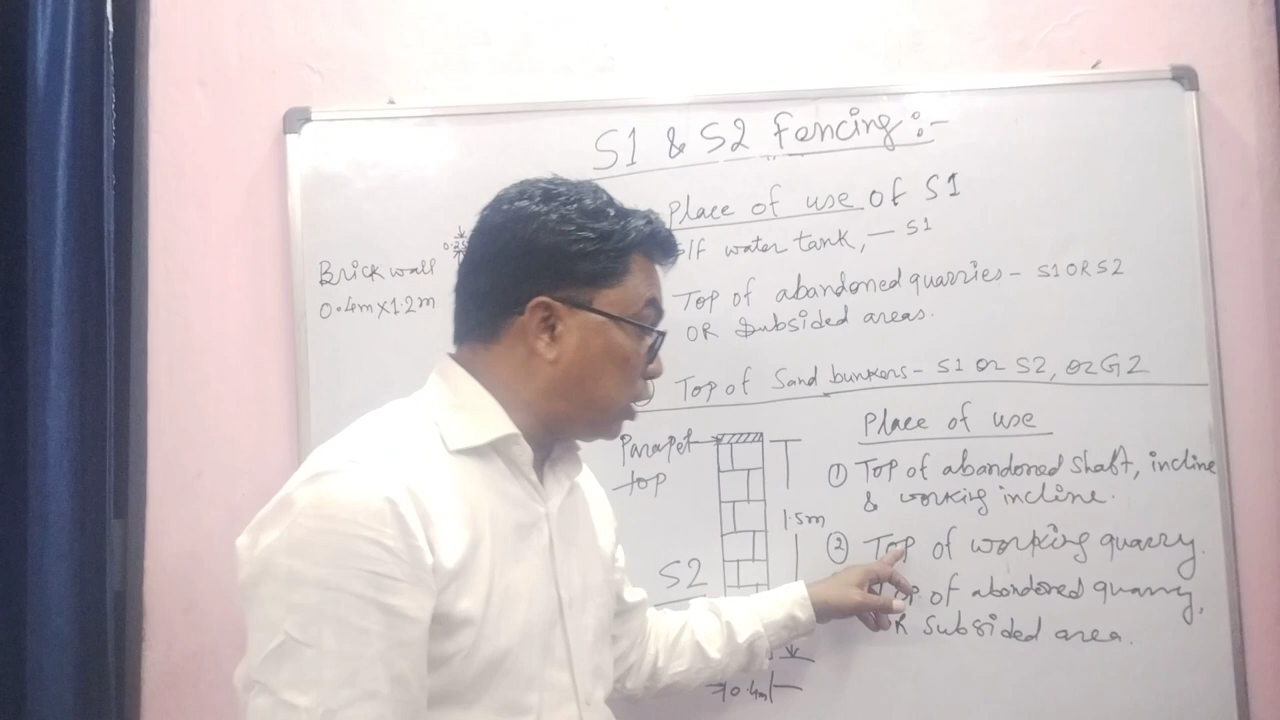 S1 & S2 Fencing :-
Place of use of S1
water tank, — S1
Top of abandoned quarries - S1 OR S2
OR Subsided areas.
Top of Sand bunkers - S1 or S2, or G2
Brick wall
0.4m X 1.2m
Parapet
top
1.5m
S2
0.4m
Place of use
① Top of abandoned shaft, incline
& working incline.
② Top of working quarry.
of abandoned quarry,
Subsided area.